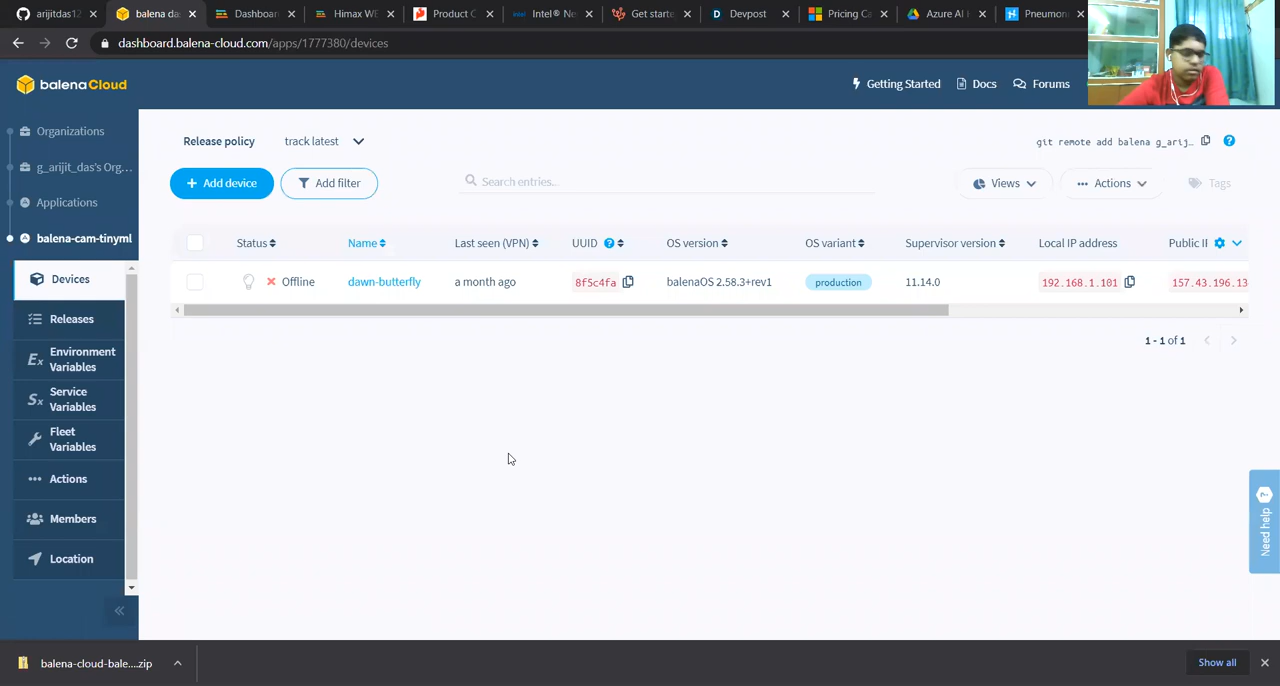 arijitdas12
balena da
Dashboar
Himax WE
Product C
Intel® Ne
Get starte
Devpost
Pricing Ca
Azure AI H
Pneumon
dashboard.balena-cloud.com/apps/1777380/devices
balenaCloud
Getting Started
Docs
Forums
Organizations
g_arijit_das's Org...
Applications
balena-cam-tinyml
Devices
Releases
Ex Environment Variables
Sx Service Variables
Fleet Variables
Actions
Members
Location
Release policy track latest
git remote add balena g_arij…
+ Add device
Add filter
Search entries...
Views
Actions
Tags
Status Name Last seen (VPN) UUID OS version OS variant Supervisor version Local IP address Public I
Offline dawn-butterfly a month ago 8f5c4fa balenaOS 2.58.3+rev1 production 11.14.0 192.168.1.101 157.43.196.13
1 - 1 of 1
Need help ?
balena-cloud-bale....zip
Show all